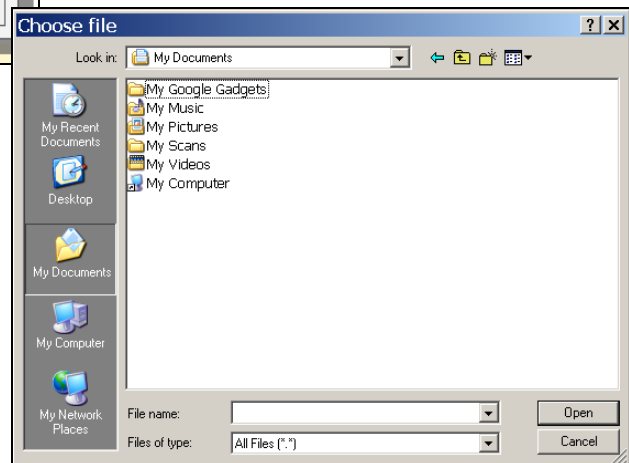 Choose file
Look in:
My Documents
My Recent
Documents
Desktop
My Documents
My Computer
My Network
Places
My Google Gadgets
My Music
My Pictures
My Scans
My Videos
My Computer
File name:
Open
Files of type:
All Files (*.*)
Cancel